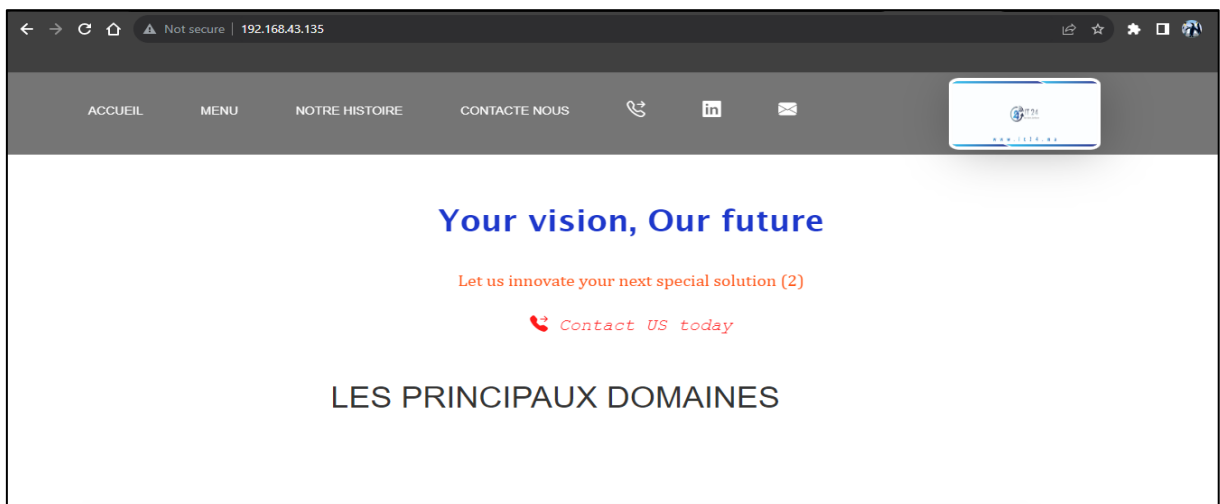 Not secure | 192.168.43.135
ACCUEIL MENU NOTRE HISTOIRE CONTACTE NOUS in
Your vision, Our future
Let us innovate your next special solution (2)
Contact US today
LES PRINCIPAUX DOMAINES